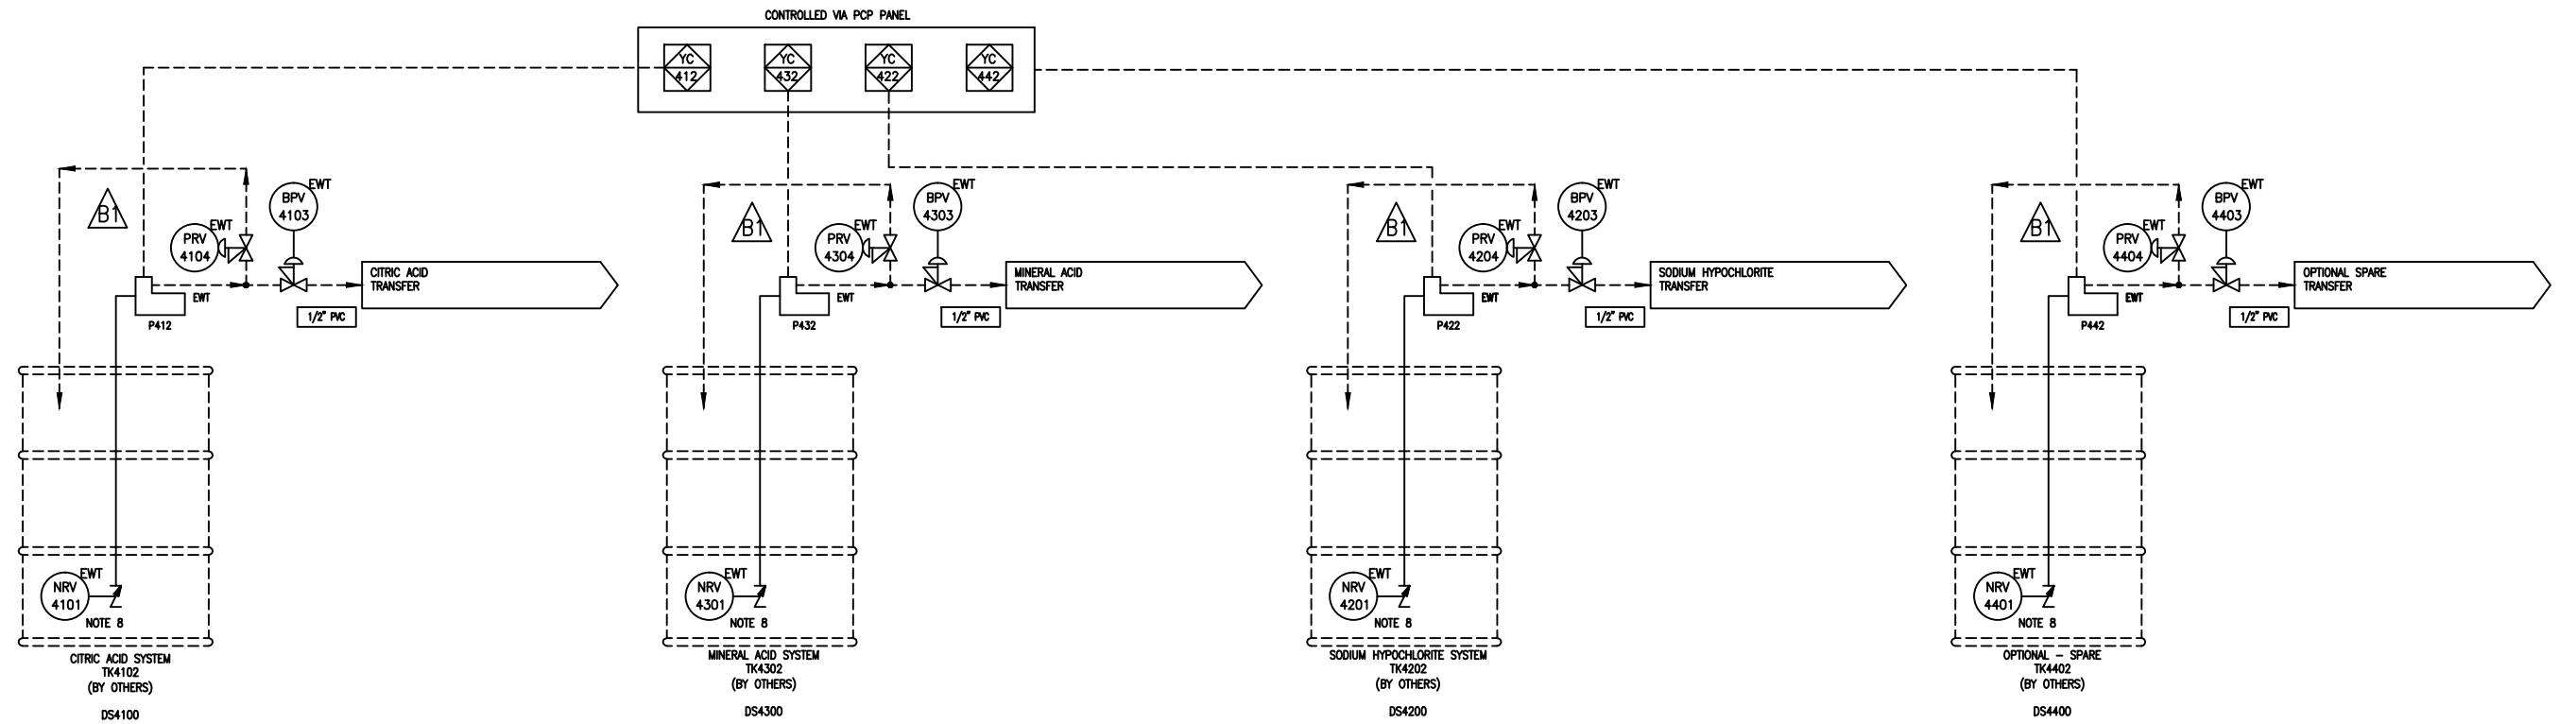 CONTROLLED VIA PCP PANEL
YC
412
YC
432
YC
422
YC
442
B1
PRV
4104
EWT
BPV
4103
EWT
CITRIC ACID
TRANSFER
EWT
1/2" PVC
P412
NRV
4101
EWT
NOTE 8
CITRIC ACID SYSTEM
TK4102
(BY OTHERS)
DS4100
B1
PRV
4304
EWT
BPV
4303
EWT
MINERAL ACID
TRANSFER
EWT
1/2" PVC
P432
NRV
4301
EWT
NOTE 8
MINERAL ACID SYSTEM
TK4302
(BY OTHERS)
DS4300
B1
PRV
4204
EWT
BPV
4203
EWT
SODIUM HYPOCHLORITE
TRANSFER
EWT
1/2" PVC
P422
NRV
4201
EWT
NOTE 8
SODIUM HYPOCHLORITE SYSTEM
TK4202
(BY OTHERS)
DS4200
B1
PRV
4404
EWT
BPV
4403
EWT
OPTIONAL SPARE
TRANSFER
EWT
1/2" PVC
P442
NRV
4401
EWT
NOTE 8
OPTIONAL - SPARE
TK4402
(BY OTHERS)
DS4400